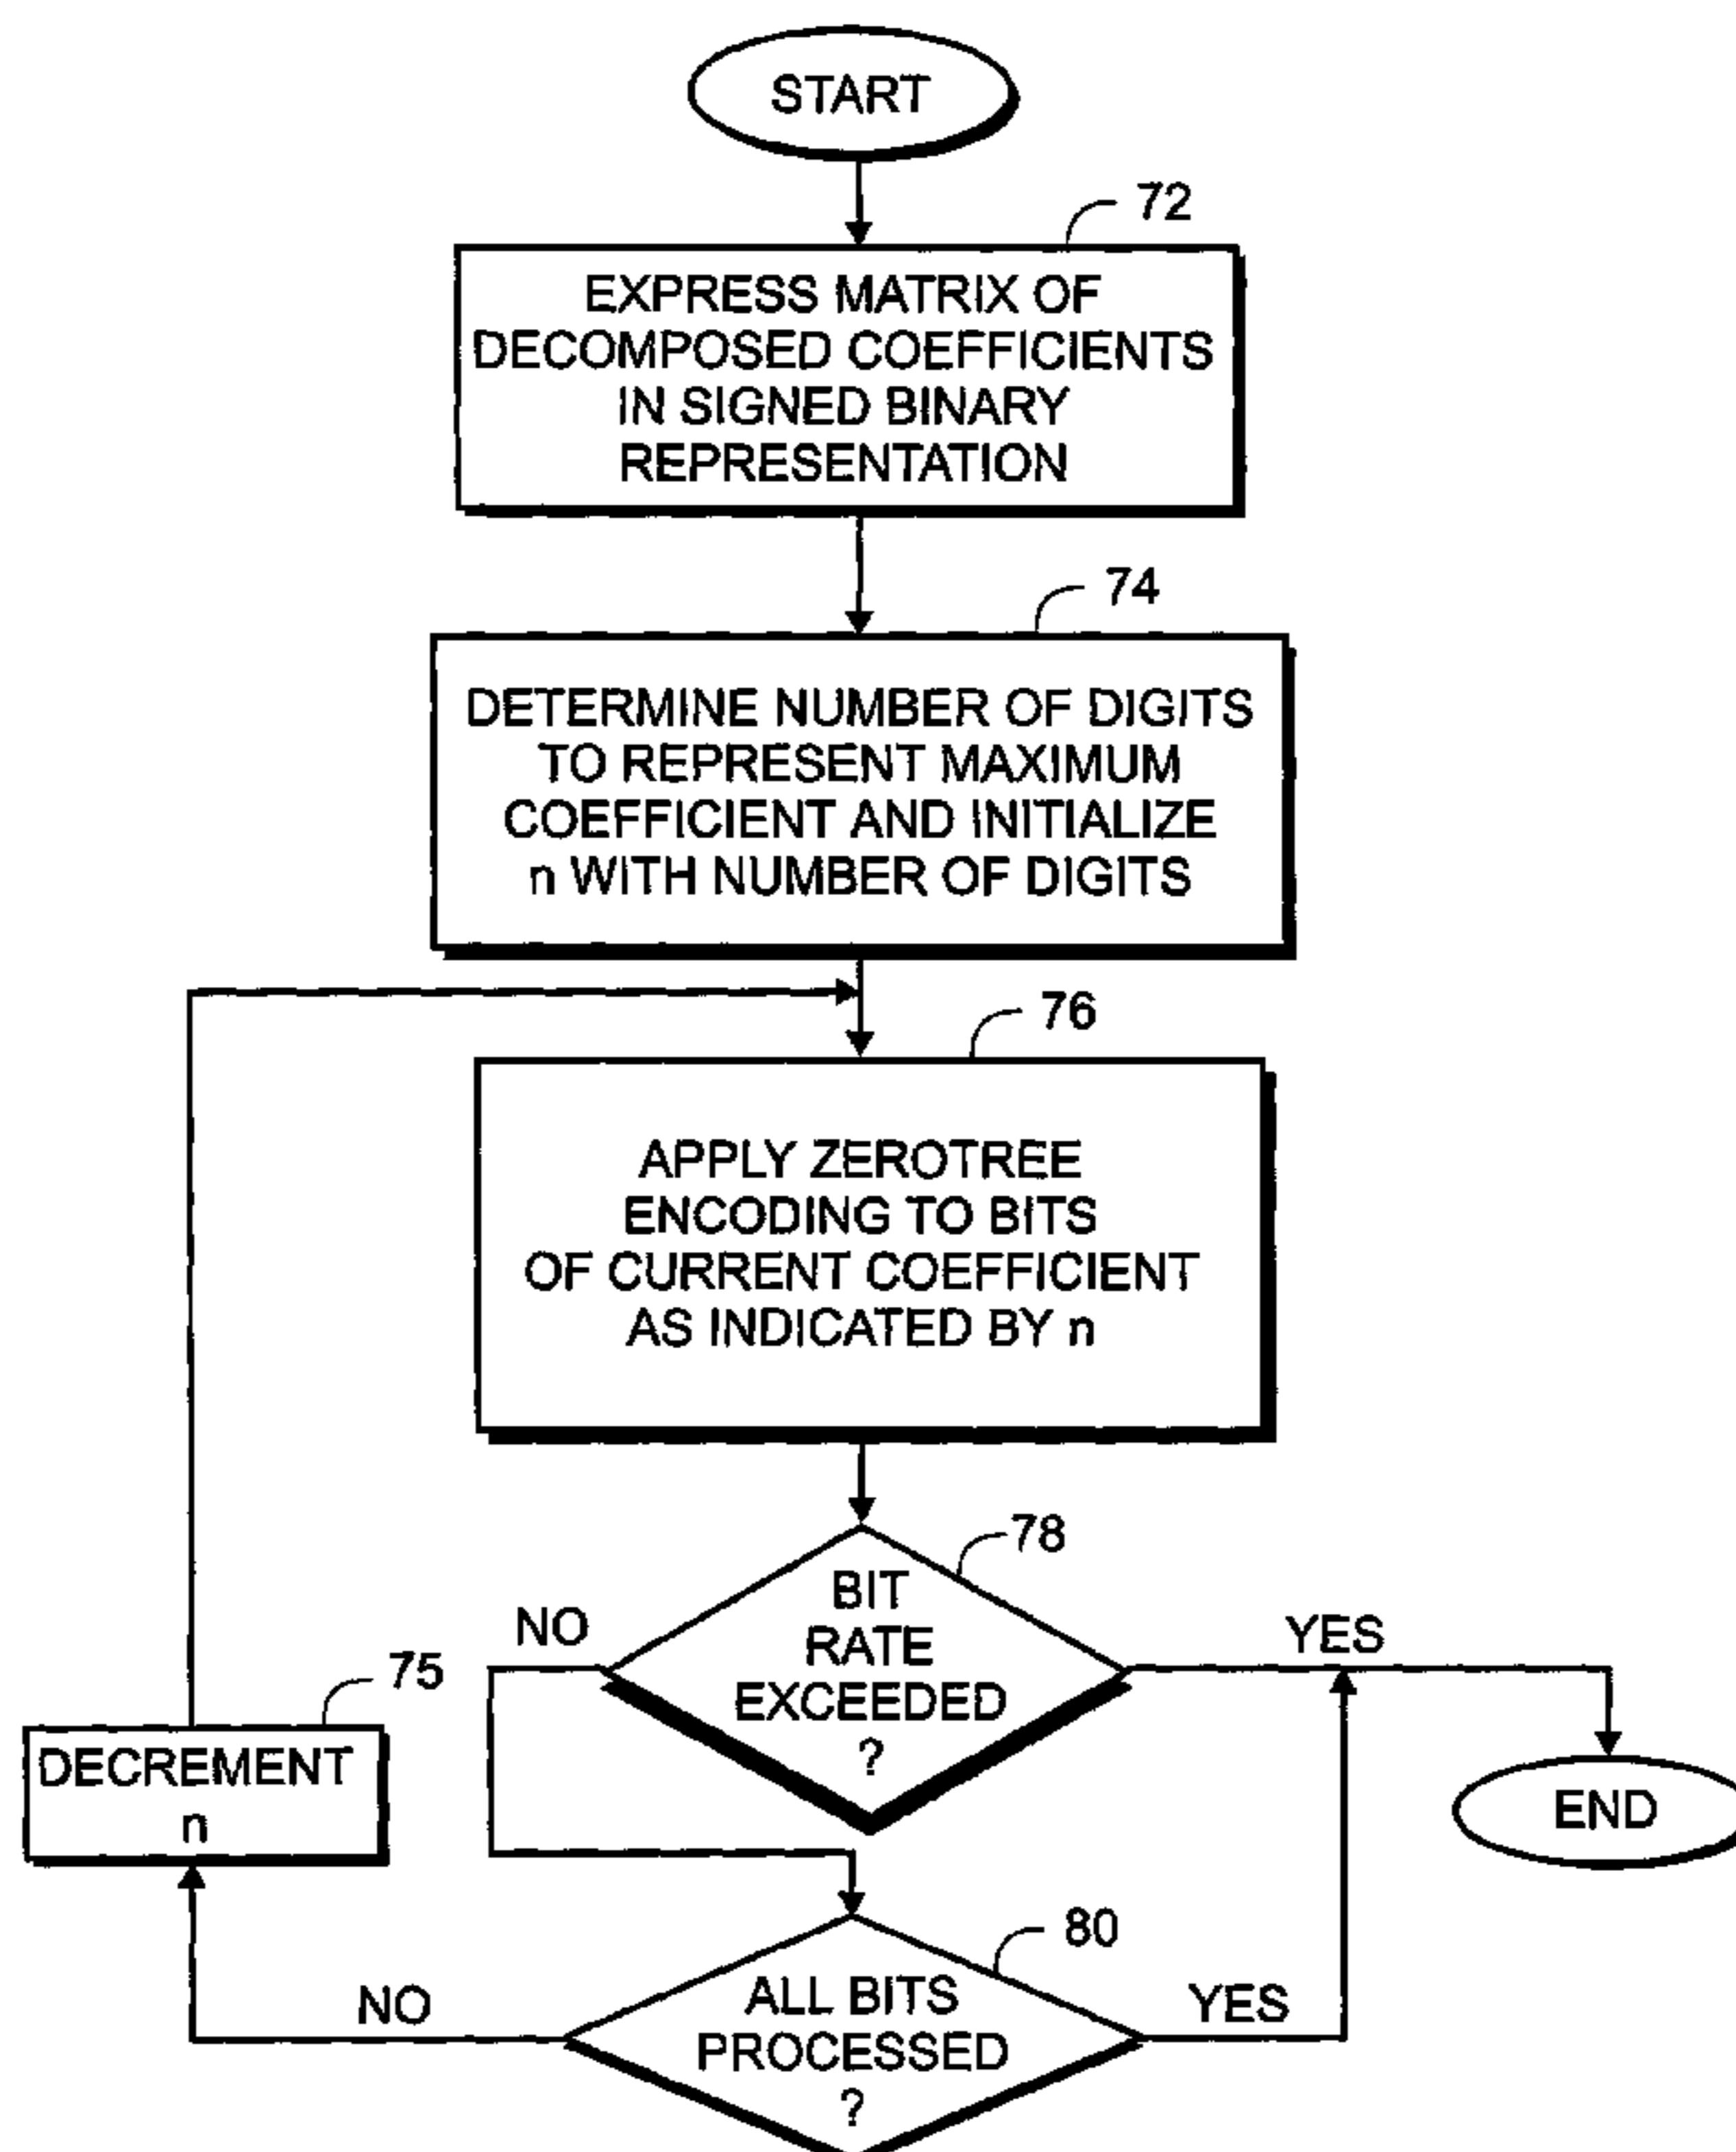 START
72
EXPRESS MATRIX OF
DECOMPOSED COEFFICIENTS
IN SIGNED BINARY
REPRESENTATION
74
DETERMINE NUMBER OF DIGITS
TO REPRESENT MAXIMUM
COEFFICIENT AND INITIALIZE
n WITH NUMBER OF DIGITS
76
APPLY ZEROTREE
ENCODING TO BITS
OF CURRENT COEFFICIENT
AS INDICATED BY n
78
BIT
RATE
EXCEEDED
?
NO
YES
75
DECREMENT
n
END
80
ALL BITS
PROCESSED
?
NO
YES